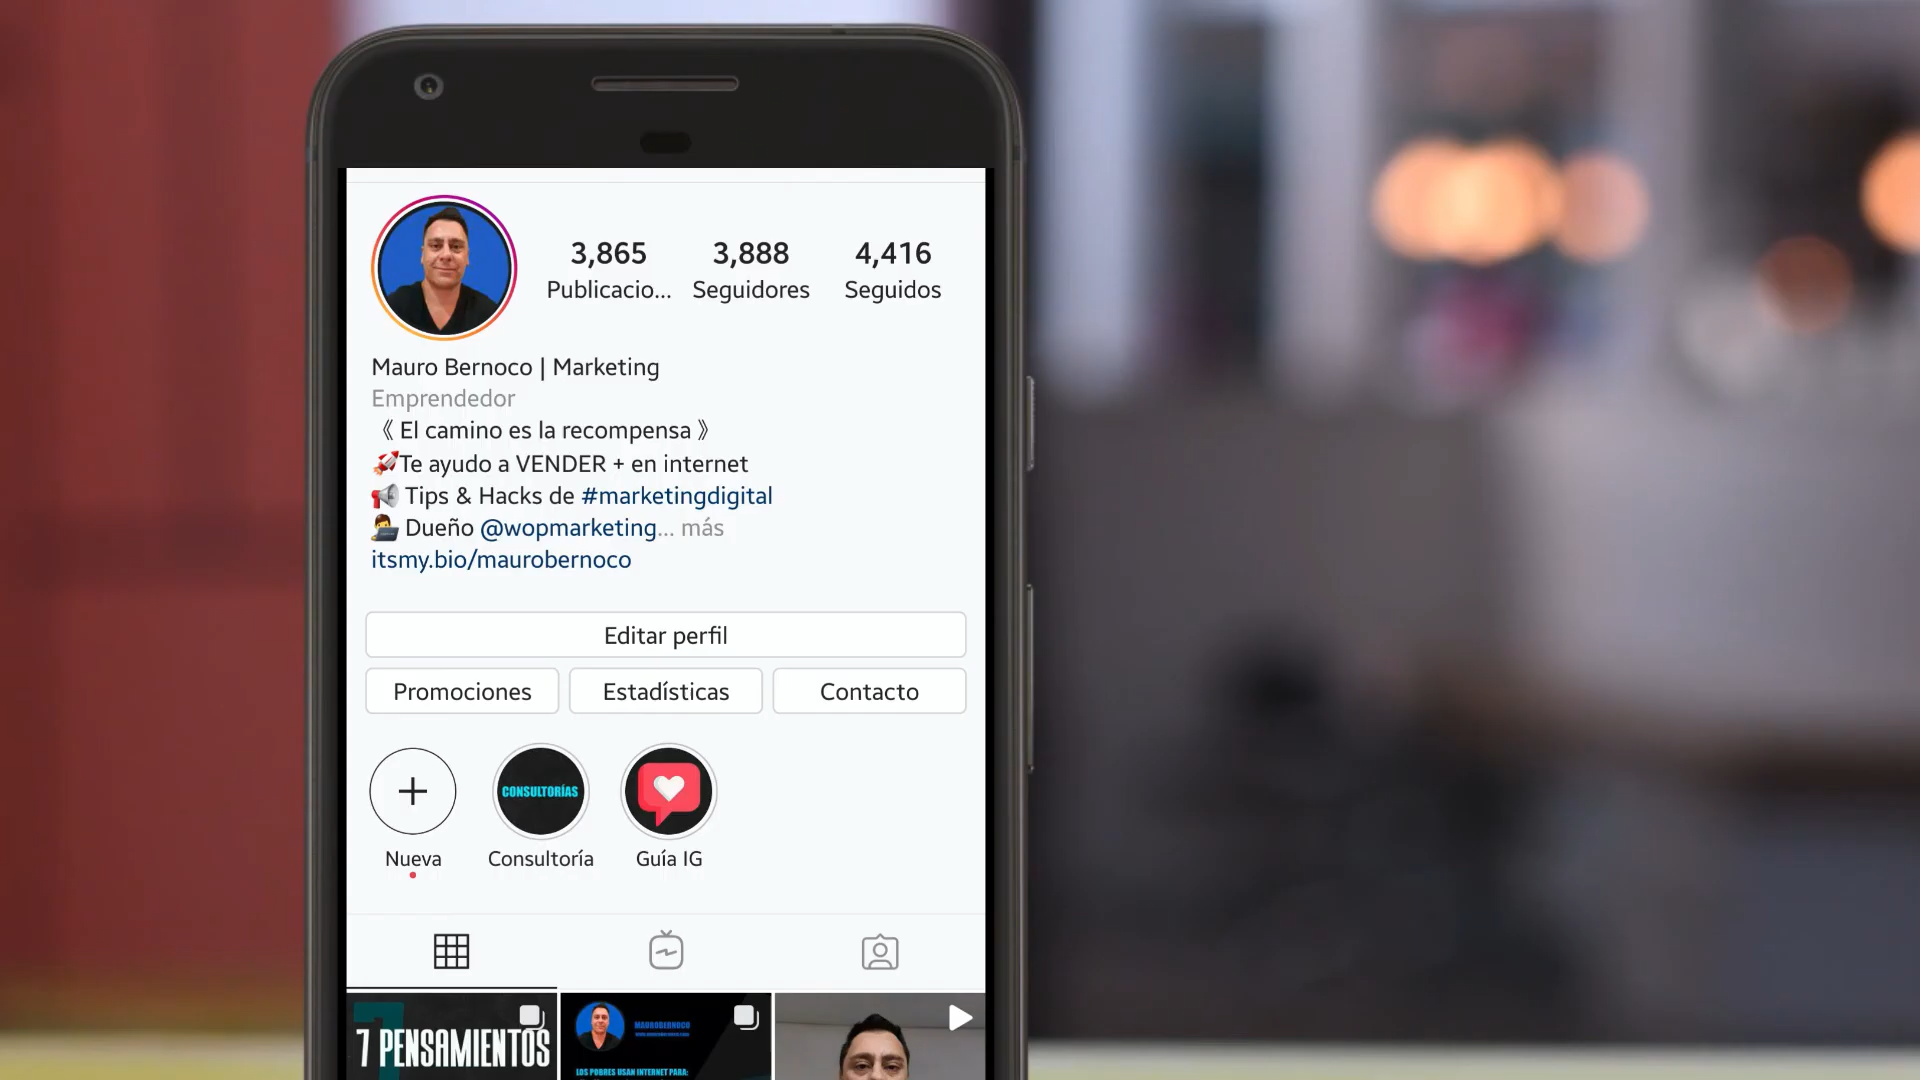 3,865 3,888 4,416
Publicacio... Seguidores Seguidos
Mauro Bernoco | Marketing
Emprendedor
《 El camino es la recompensa 》
🚀Te ayudo a VENDER + en internet
📢 Tips & Hacks de #marketingdigital
👨‍💻 Dueño @wopmarketing... más
itsmy.bio/maurobernoco
Editar perfil
Promociones Estadísticas Contacto
CONSULTORÍAS
Nueva Consultoría Guía IG
7 PENSAMIENTOS
MAUROBERNOCO
LOS POBRES USAN INTERNET PARA: